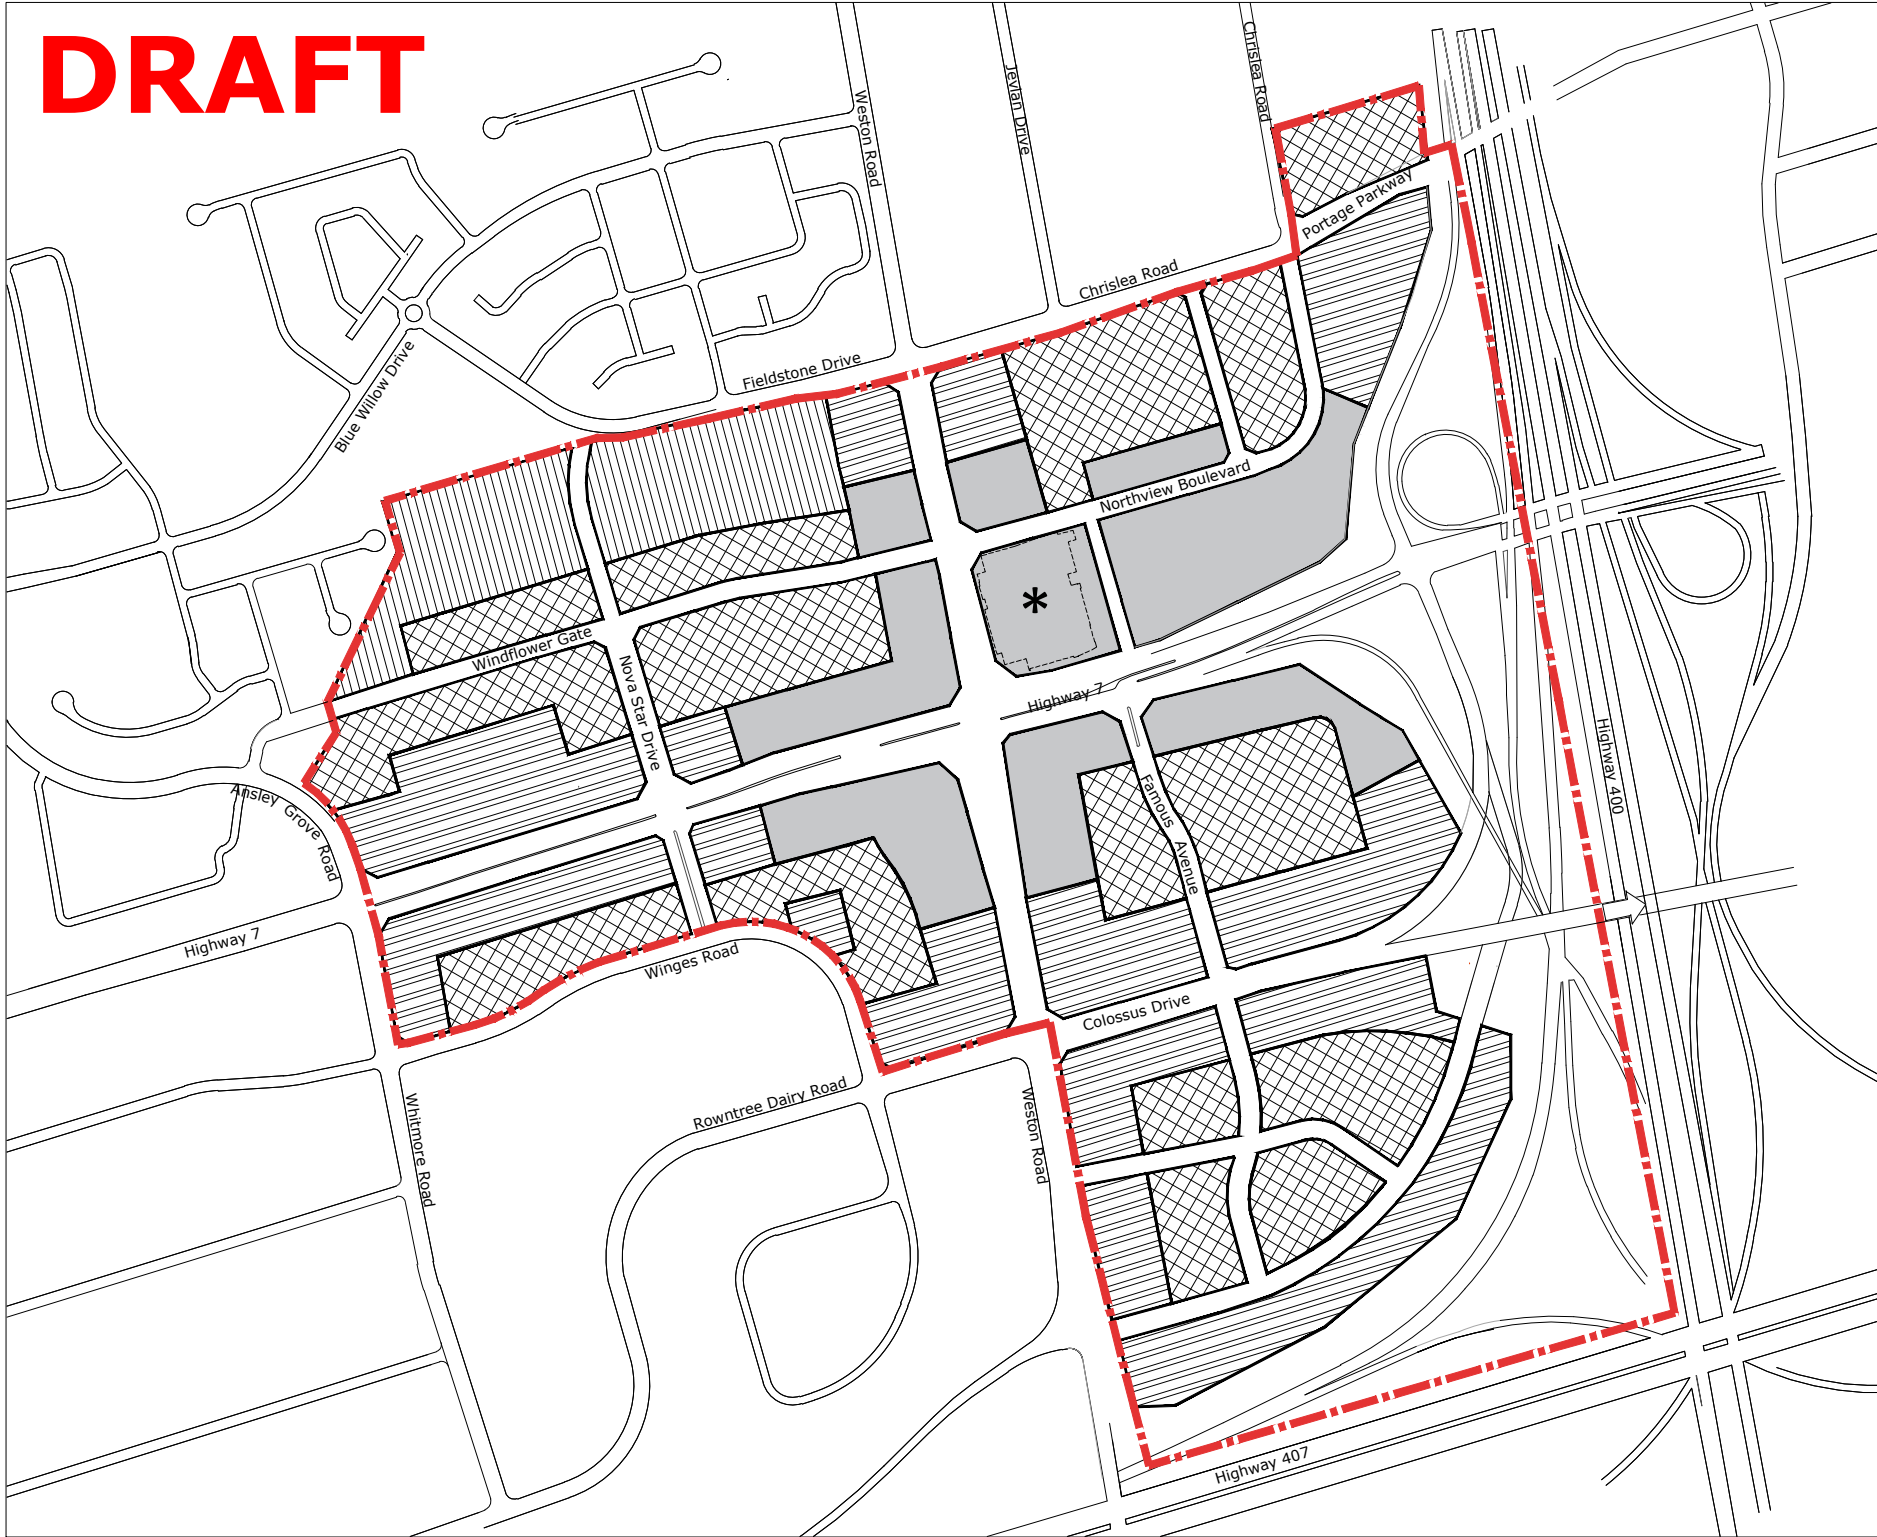 DRAFT
Weston Road
Jevlan Drive
Chrislea Road
Portage Parkway
Chrislea Road
Fieldstone Drive
Blue Willow Drive
Northview Boulevard
*
Windflower Gate
Nova Star Drive
Highway 7
Highway 400
Ansley Grove Road
Famous Avenue
Highway 7
Winges Road
Colossus Drive
Rowntree Dairy Road
Whitmore Road
Weston Road
Highway 407